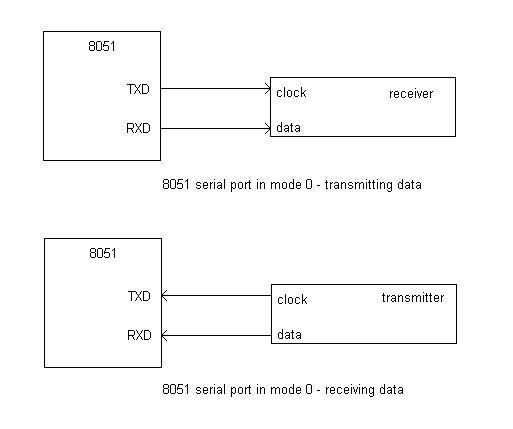 8051
TXD
clock receiver
RXD
data
8051 serial port in mode 0 - transmitting data
8051
TXD
clock transmitter
RXD
data
8051 serial port in mode 0 - receiving data